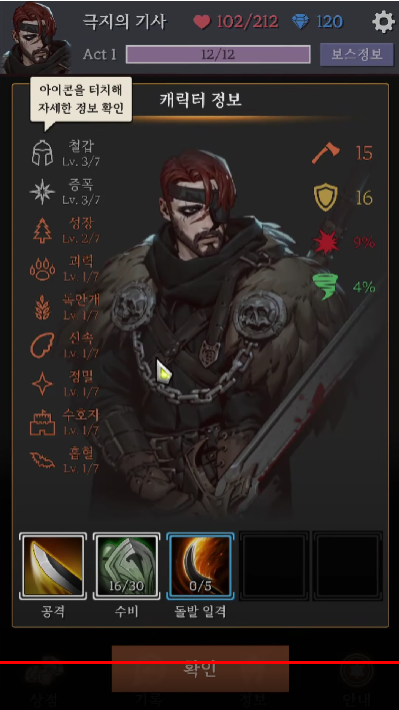 극지의 기사
102/212
120
Act 1
12/12
보스정보
아이콘을 터치해
자세한 정보 확인
캐릭터 정보
철갑
Lv. 3/7
증폭
Lv. 3/7
성장
Lv. 2/7
괴력
Lv. 1/7
독안개
Lv. 1/7
신속
Lv. 1/7
정밀
Lv. 1/7
수호자
Lv. 1/7
흡혈
Lv. 1/7
15
16
9%
4%
16/30
0/5
공격
수비
돌발 일격
확인